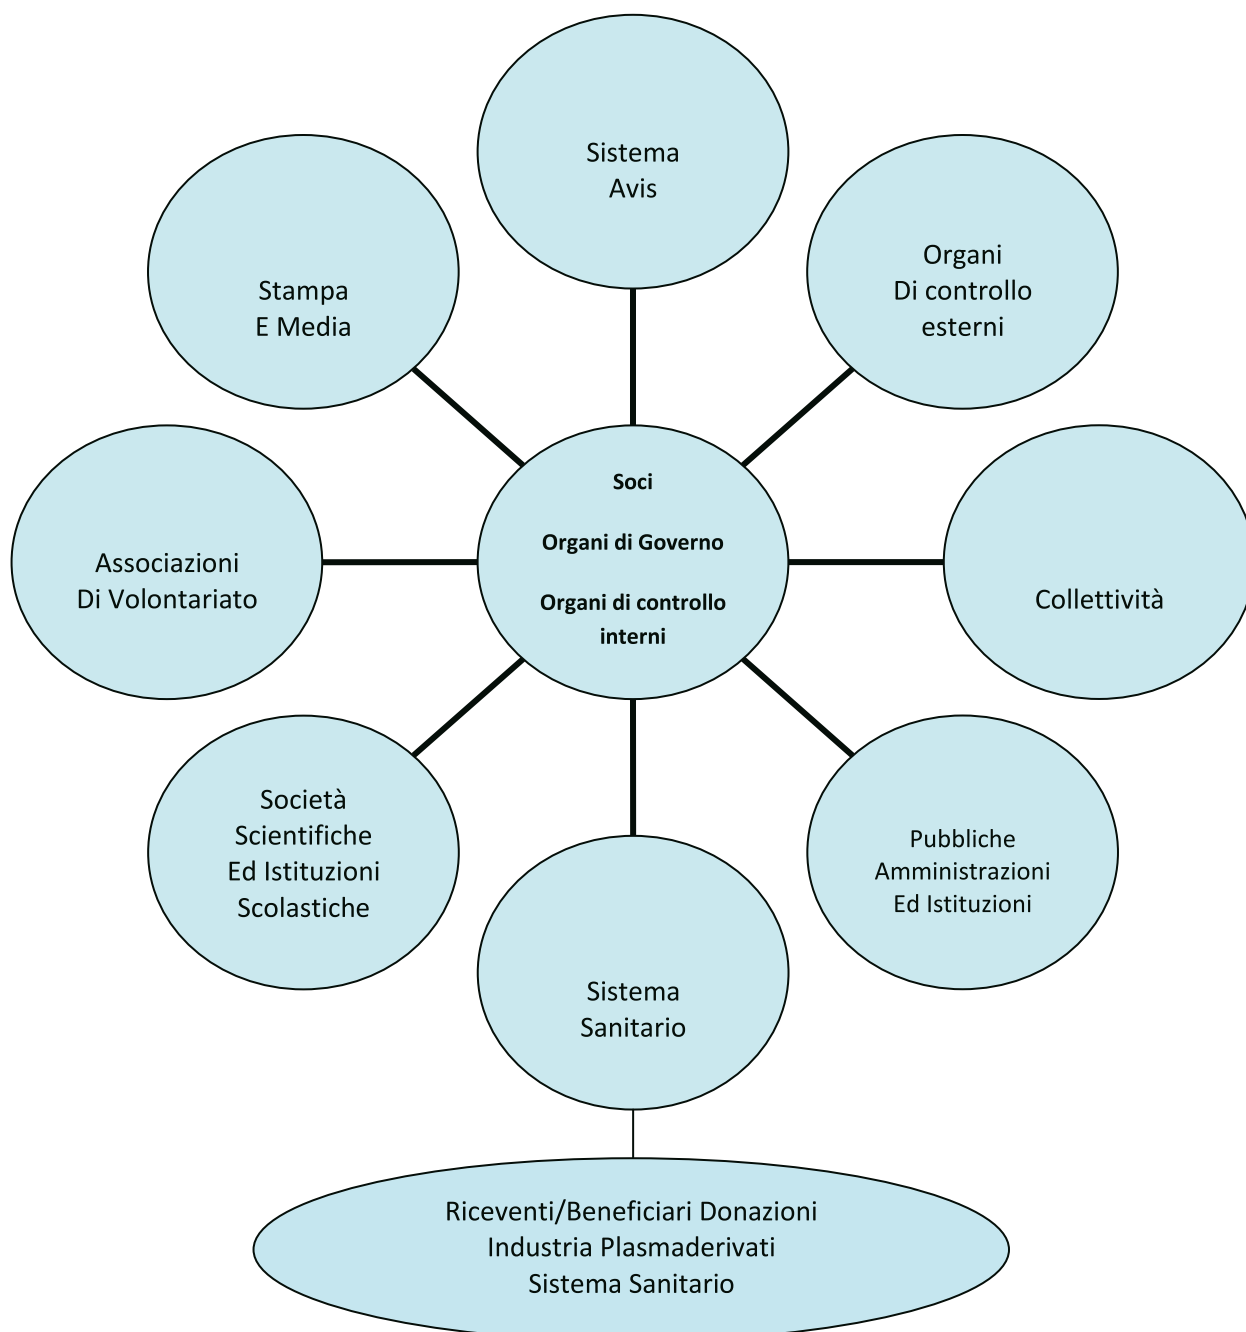 Sistema
Avis
Stampa
E Media
Organi
Di controllo
esterni
Associazioni
Di Volontariato
Soci
Organi di Governo
Organi di controllo
interni
Collettività
Società
Scientifiche
Ed Istituzioni
Scolastiche
Pubbliche
Amministrazioni
Ed Istituzioni
Sistema
Sanitario
Riceventi/Beneficiari Donazioni
Industria Plasmaderivati
Sistema Sanitario